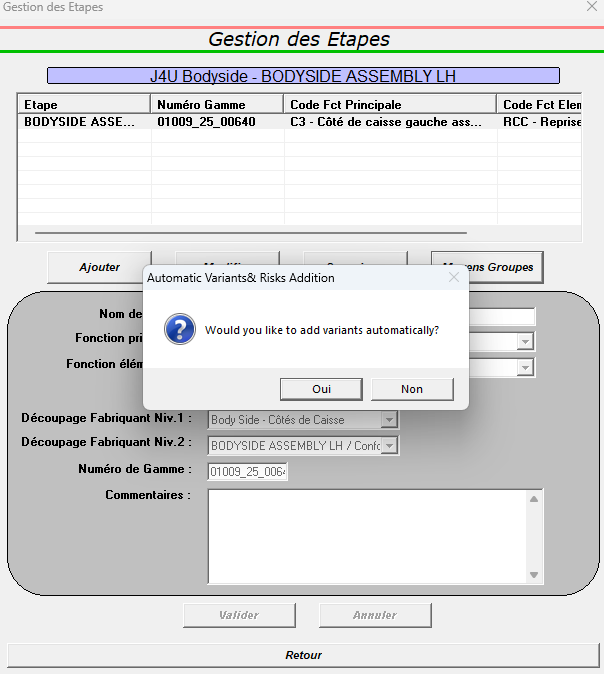 Gestion des Etapes
Gestion des Etapes
J4U Bodyside - BODYSIDE ASSEMBLY LH
Etape Numéro Gamme Code Fct Principale Code Fct Elem
BODYSIDE ASSE... 01009_25_00640 C3 - Côté de caisse gauche ass... RCC - Reprise
Ajouter Groupes
Automatic Variants& Risks Addition
Would you like to add variants automatically?
Oui Non
Nom de
Fonction pri
Fonction élém
Découpage Fabriquant Niv.1 : Body Side - Côtés de Caisse
Découpage Fabriquant Niv.2 : BODYSIDE ASSEMBLY LH / Confo
Numéro de Gamme : 01009_25_0064
Commentaires :
Valider Annuler
Retour